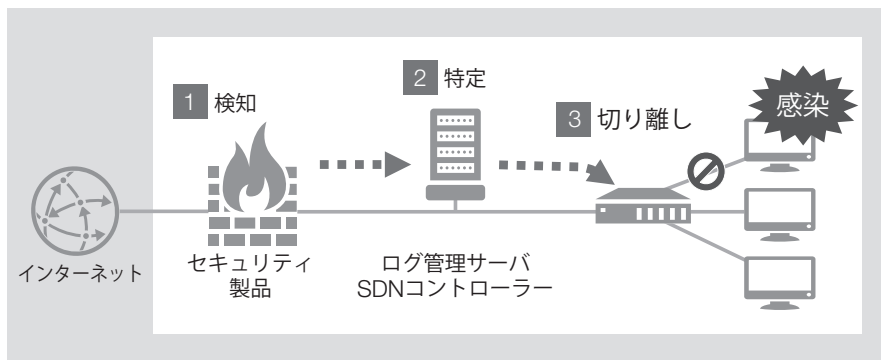 1 検知
2 特定
3 切り離し
感染
インターネット
セキュリティ
製品
ログ管理サーバ
SDNコントローラー